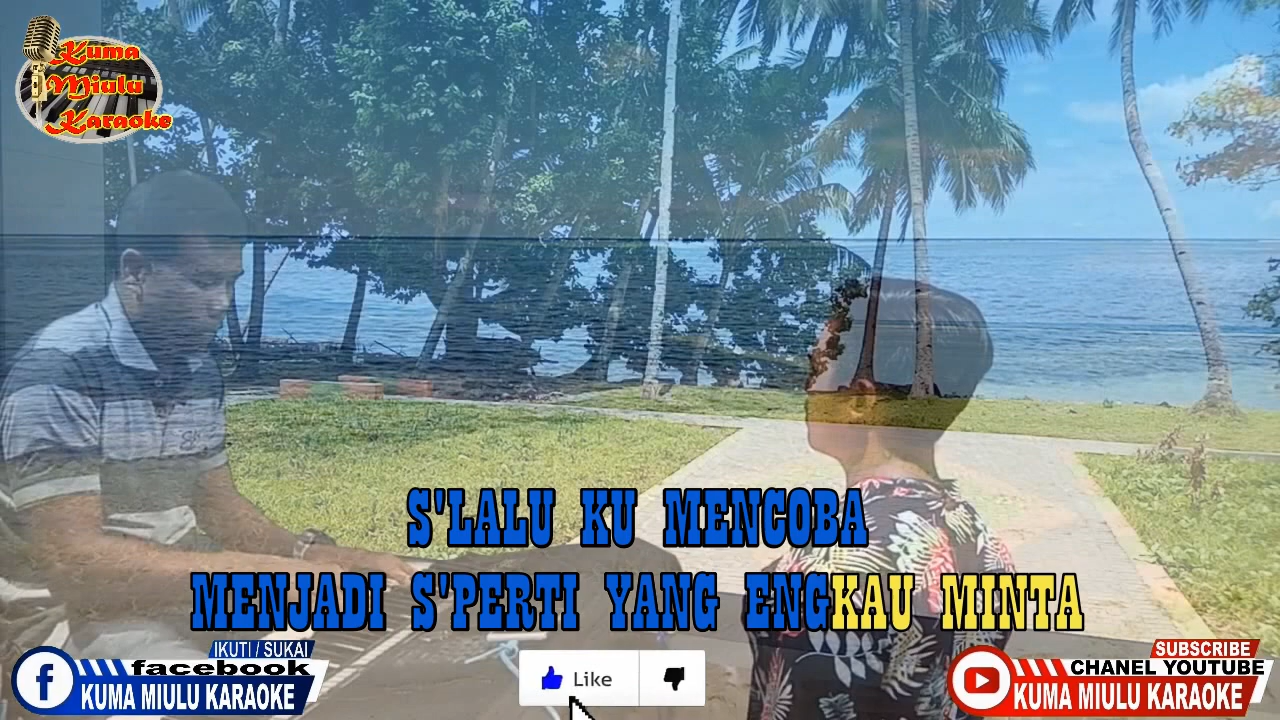 Kuma
Miulu
Karaoke
S'LALU KU MENCOBA
MENJADI S'PERTI YANG ENGKAU MINTA
IKUTI / SUKAI
facebook
KUMA MIULU KARAOKE
Like
SUBSCRIBE
CHANEL YOUTUBE
KUMA MIULU KARAOKE